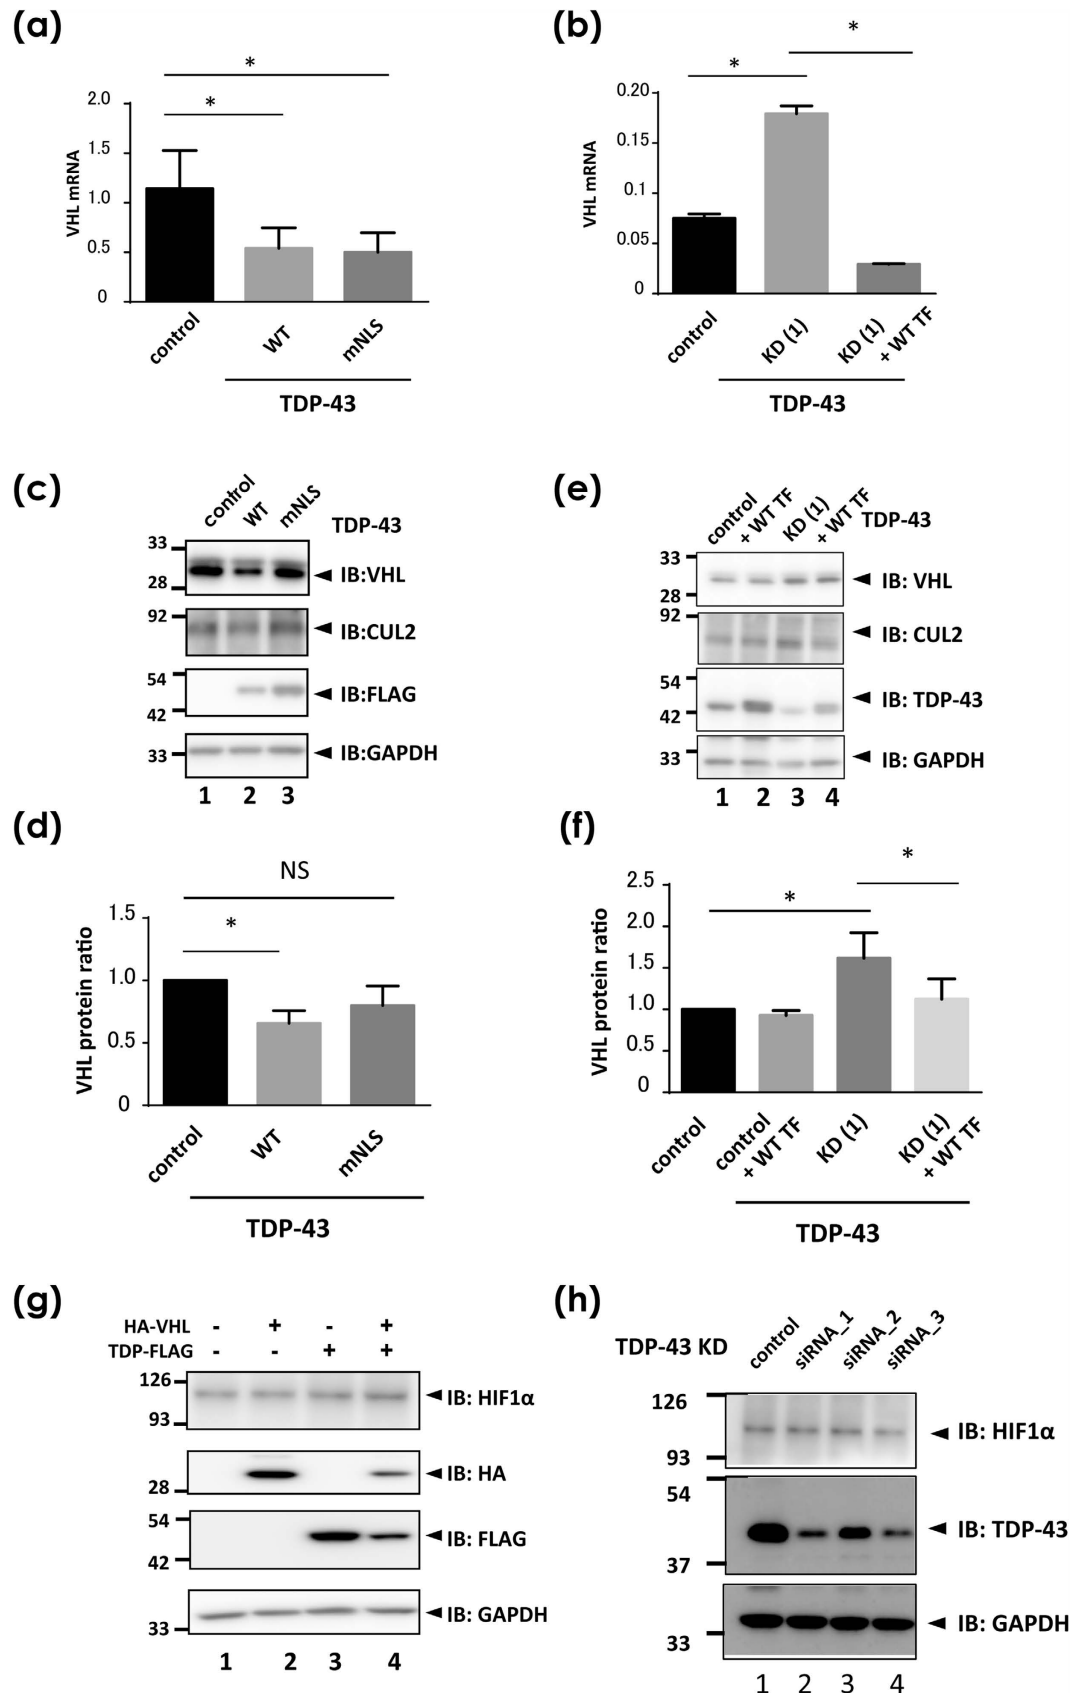 (a)
*
*
2.0
1.5
1.0
0.5
0
VHL mRNA
control
WT
mNLS
TDP-43
(b)
*
*
0.20
0.15
0.1
0.05
0
VHL mRNA
control
KD (1)
KD (1)
+ WT TF
TDP-43
(c)
control
WT
mNLS
TDP-43
33
28
IB:VHL
92
IB:CUL2
54
42
IB:FLAG
33
IB:GAPDH
1 2 3
(e)
control
+ WT TF
KD (1)
+ WT TF
TDP-43
33
28
IB: VHL
92
IB: CUL2
54
42
IB: TDP-43
33
IB: GAPDH
1 2 3 4
(d)
NS
*
1.5
1.0
0.5
0
VHL protein ratio
control
WT
mNLS
TDP-43
(f)
*
*
2.5
2.0
1.5
1.0
0.5
0
VHL protein ratio
control
control
+ WT TF
KD (1)
KD (1)
+ WT TF
TDP-43
(g)
HA-VHL - + - +
TDP-FLAG - - + +
126
93
IB: HIF1α
28
IB: HA
54
42
IB: FLAG
33
IB: GAPDH
1 2 3 4
(h)
TDP-43 KD
control
siRNA_1
siRNA_2
siRNA_3
126
93
IB: HIF1α
54
37
IB: TDP-43
33
IB: GAPDH
1 2 3 4